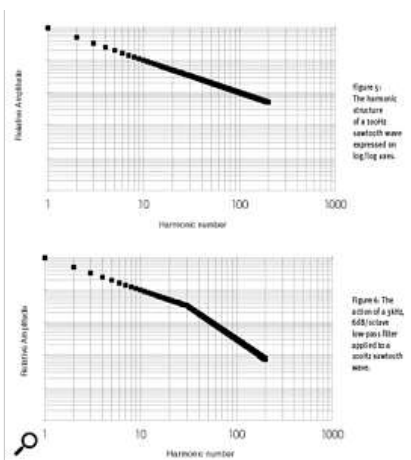 Relative Amplitude
1
10
100
1000
Harmonic number
Figure 5:
The harmonic
structure
of a 100Hz
sawtooth wave
expressed on
log/log axes.
Relative Amplitude
1
10
100
1000
Harmonic number
Figure 6: The
action of a 3kHz,
6dB/octave
low-pass filter
applied to a
100Hz sawtooth
wave.